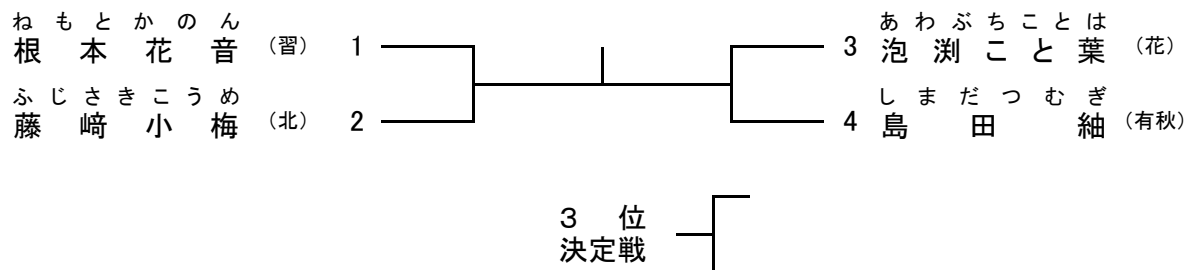 ねもとかのん
根本花音 (習) 1
ふじさきこうめ
藤﨑小梅 (北) 2
あわぶちことは
3 泡渕こと葉 (花)
しまだつむぎ
4 島田紬 (有秋)
3位
決定戦